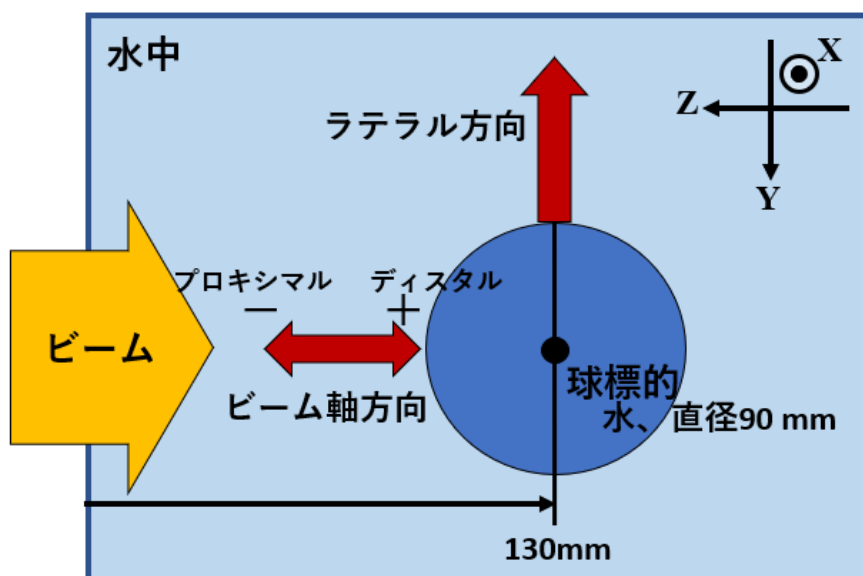 水中
X
Z
Y
ラテラル方向
プロキシマル
ディスタル
−
+
ビーム
ビーム軸方向
球標的
水、直径90 mm
130mm